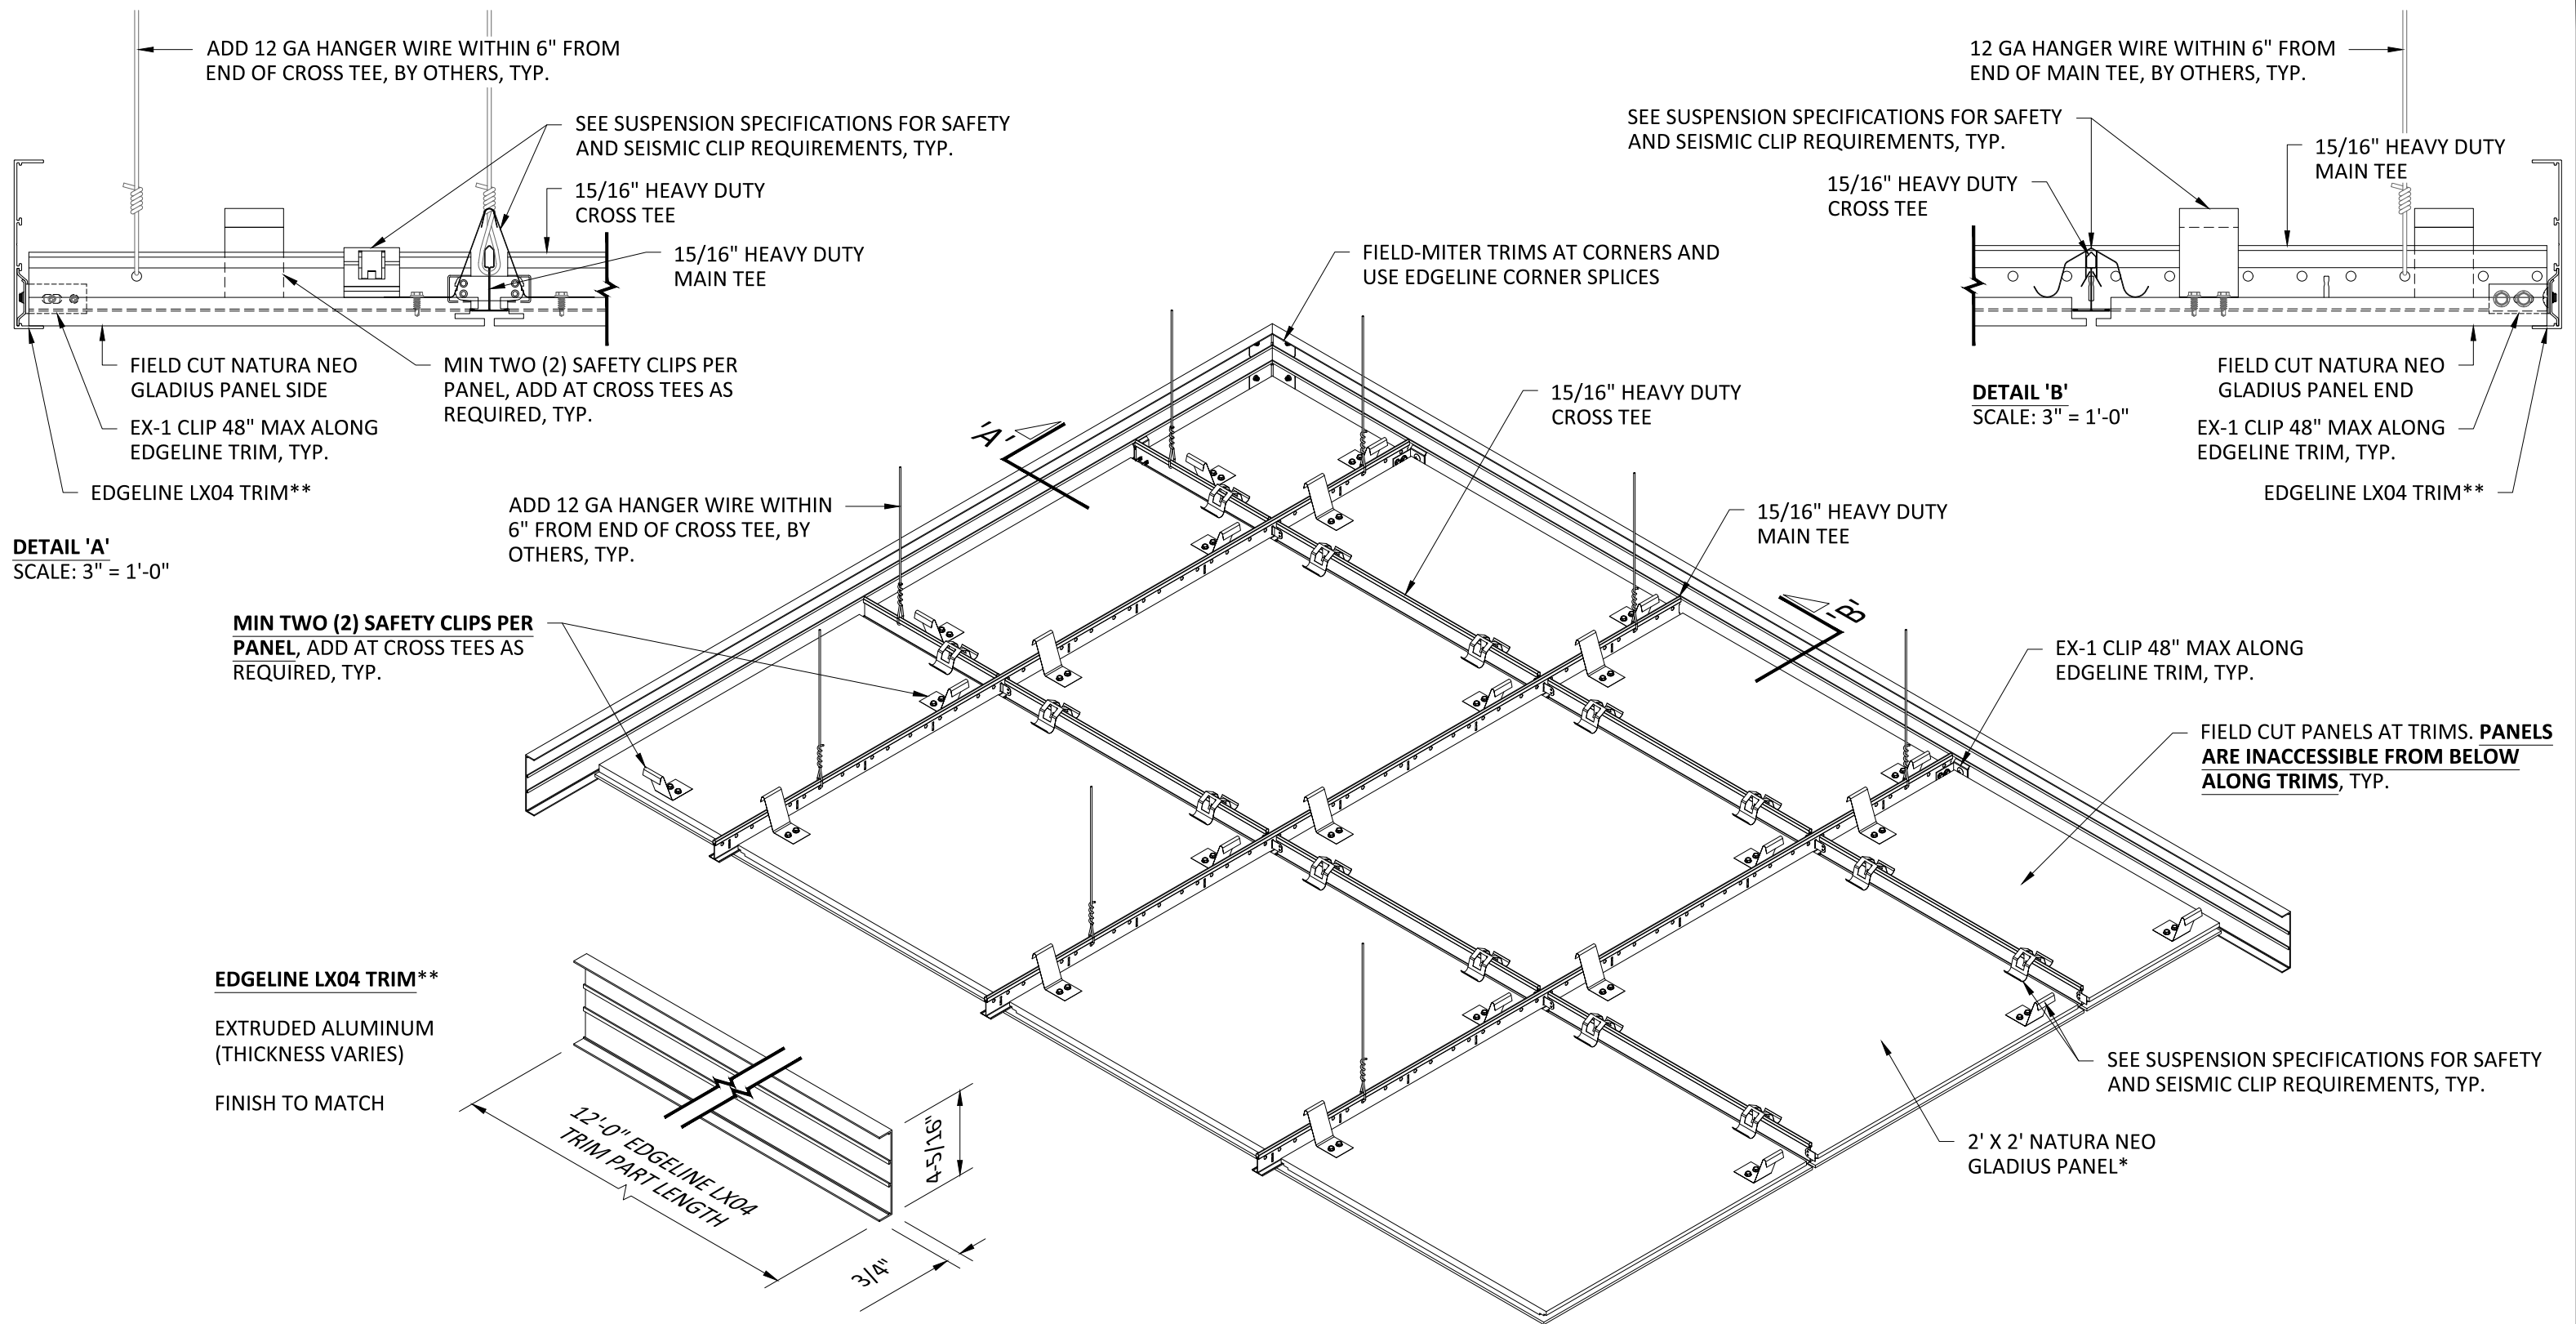 ADD 12 GA HANGER WIRE WITHIN 6" FROM
END OF CROSS TEE, BY OTHERS, TYP.
SEE SUSPENSION SPECIFICATIONS FOR SAFETY
AND SEISMIC CLIP REQUIREMENTS, TYP.
15/16" HEAVY DUTY
CROSS TEE
15/16" HEAVY DUTY
MAIN TEE
FIELD CUT NATURA NEO
GLADIUS PANEL SIDE
MIN TWO (2) SAFETY CLIPS PER
PANEL, ADD AT CROSS TEES AS
REQUIRED, TYP.
EX-1 CLIP 48" MAX ALONG
EDGELINE TRIM, TYP.
EDGELINE LX04 TRIM**
DETAIL 'A'
SCALE: 3" = 1'-0"
12 GA HANGER WIRE WITHIN 6" FROM
END OF MAIN TEE, BY OTHERS, TYP.
SEE SUSPENSION SPECIFICATIONS FOR SAFETY
AND SEISMIC CLIP REQUIREMENTS, TYP.
15/16" HEAVY DUTY
MAIN TEE
15/16" HEAVY DUTY
CROSS TEE
FIELD CUT NATURA NEO
GLADIUS PANEL END
DETAIL 'B'
SCALE: 3" = 1'-0"
EX-1 CLIP 48" MAX ALONG
EDGELINE TRIM, TYP.
EDGELINE LX04 TRIM**
FIELD-MITER TRIMS AT CORNERS AND
USE EDGELINE CORNER SPLICES
15/16" HEAVY DUTY
CROSS TEE
'A'
ADD 12 GA HANGER WIRE WITHIN
6" FROM END OF CROSS TEE, BY
OTHERS, TYP.
15/16" HEAVY DUTY
MAIN TEE
'B'
MIN TWO (2) SAFETY CLIPS PER
PANEL, ADD AT CROSS TEES AS
REQUIRED, TYP.
EX-1 CLIP 48" MAX ALONG
EDGELINE TRIM, TYP.
FIELD CUT PANELS AT TRIMS. PANELS
ARE INACCESSIBLE FROM BELOW
ALONG TRIMS, TYP.
SEE SUSPENSION SPECIFICATIONS FOR SAFETY
AND SEISMIC CLIP REQUIREMENTS, TYP.
2' X 2' NATURA NEO
GLADIUS PANEL*
EDGELINE LX04 TRIM**
EXTRUDED ALUMINUM
(THICKNESS VARIES)
FINISH TO MATCH
12'-0" EDGELINE LX04
TRIM PART LENGTH
4-5/16"
3/4"